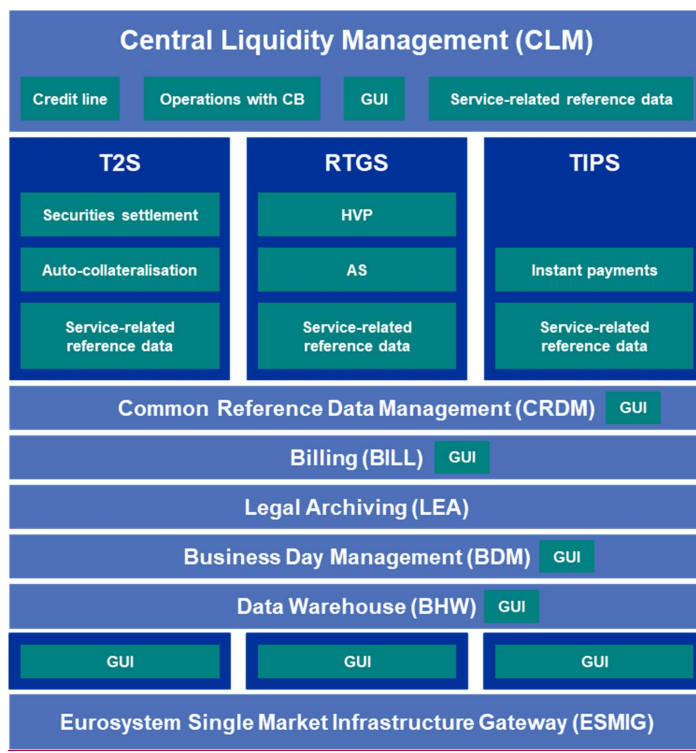 Central Liquidity Management (CLM)
Credit line
Operations with CB
GUI
Service-related reference data
T2S
Securities settlement
Auto-collateralisation
Service-related
reference data
RTGS
HVP
AS
Service-related
reference data
TIPS
Instant payments
Service-related
reference data
Common Reference Data Management (CRDM)
GUI
Billing (BILL)
GUI
Legal Archiving (LEA)
Business Day Management (BDM)
GUI
Data Warehouse (BHW)
GUI
GUI
GUI
GUI
Eurosystem Single Market Infrastructure Gateway (ESMIG)